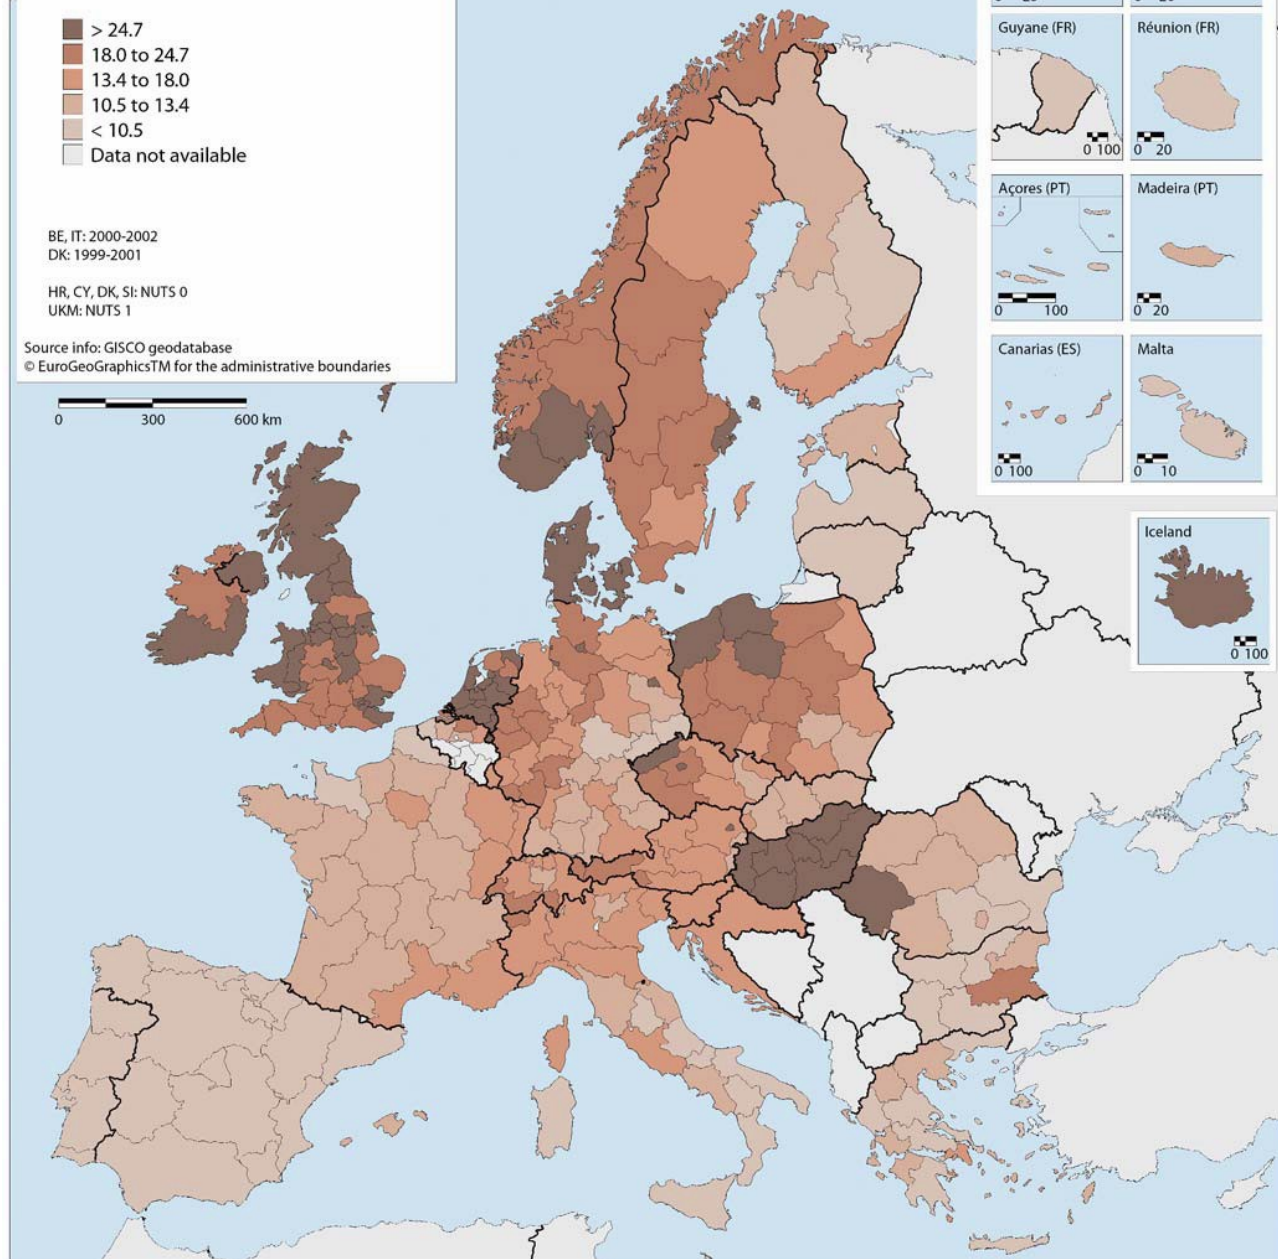 > 24.7
18.0 to 24.7
13.4 to 18.0
10.5 to 13.4
< 10.5
Data not available
BE, IT: 2000-2002
DK: 1999-2001
HR, CY, DK, SI: NUTS 0
UKM: NUTS 1
Source info: GISCO geodatabase
© EuroGeographicsTM for the administrative boundaries
0 300 600 km
Guyane (FR)
0 100
Réunion (FR)
0 20
Açores (PT)
0 100
Madeira (PT)
0 20
Canarias (ES)
0 100
Malta
0 10
Iceland
0 100